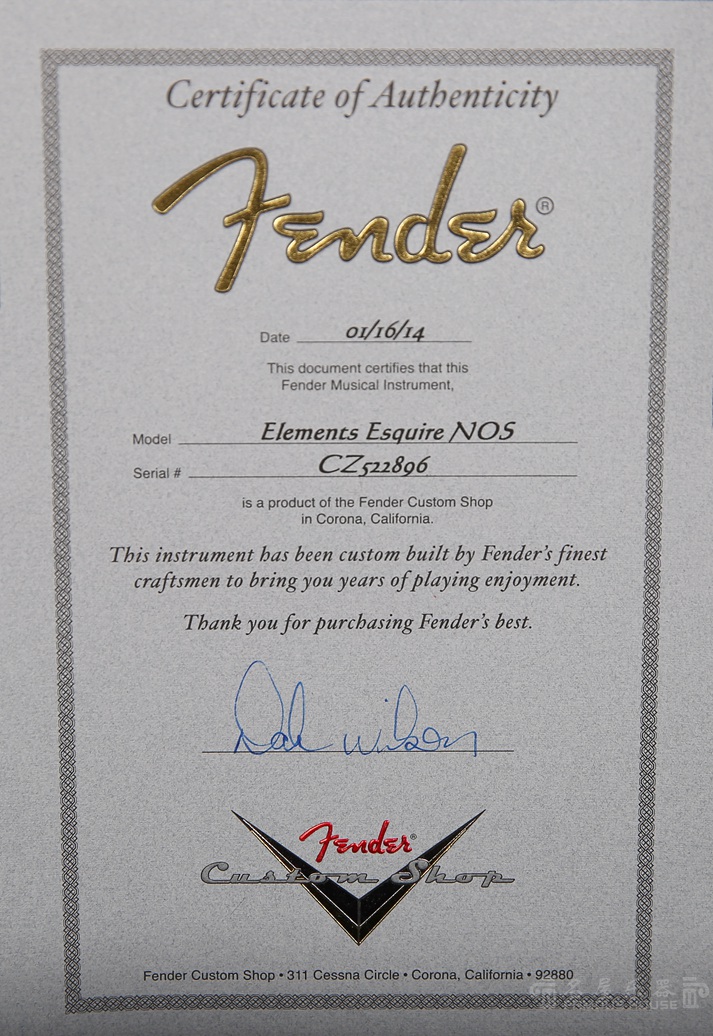 Certificate of Authenticity
Fender®
Date 01/16/14
This document certifies that this
Fender Musical Instrument,
Model Elements Esquire NOS
Serial # CZ522896
is a product of the Fender Custom Shop
in Corona, California.
This instrument has been custom built by Fender's finest
craftsmen to bring you years of playing enjoyment.
Thank you for purchasing Fender's best.
Dale Wilson
Fender®
Custom Shop
Fender Custom Shop • 311 Cessna Circle • Corona, California • 92880